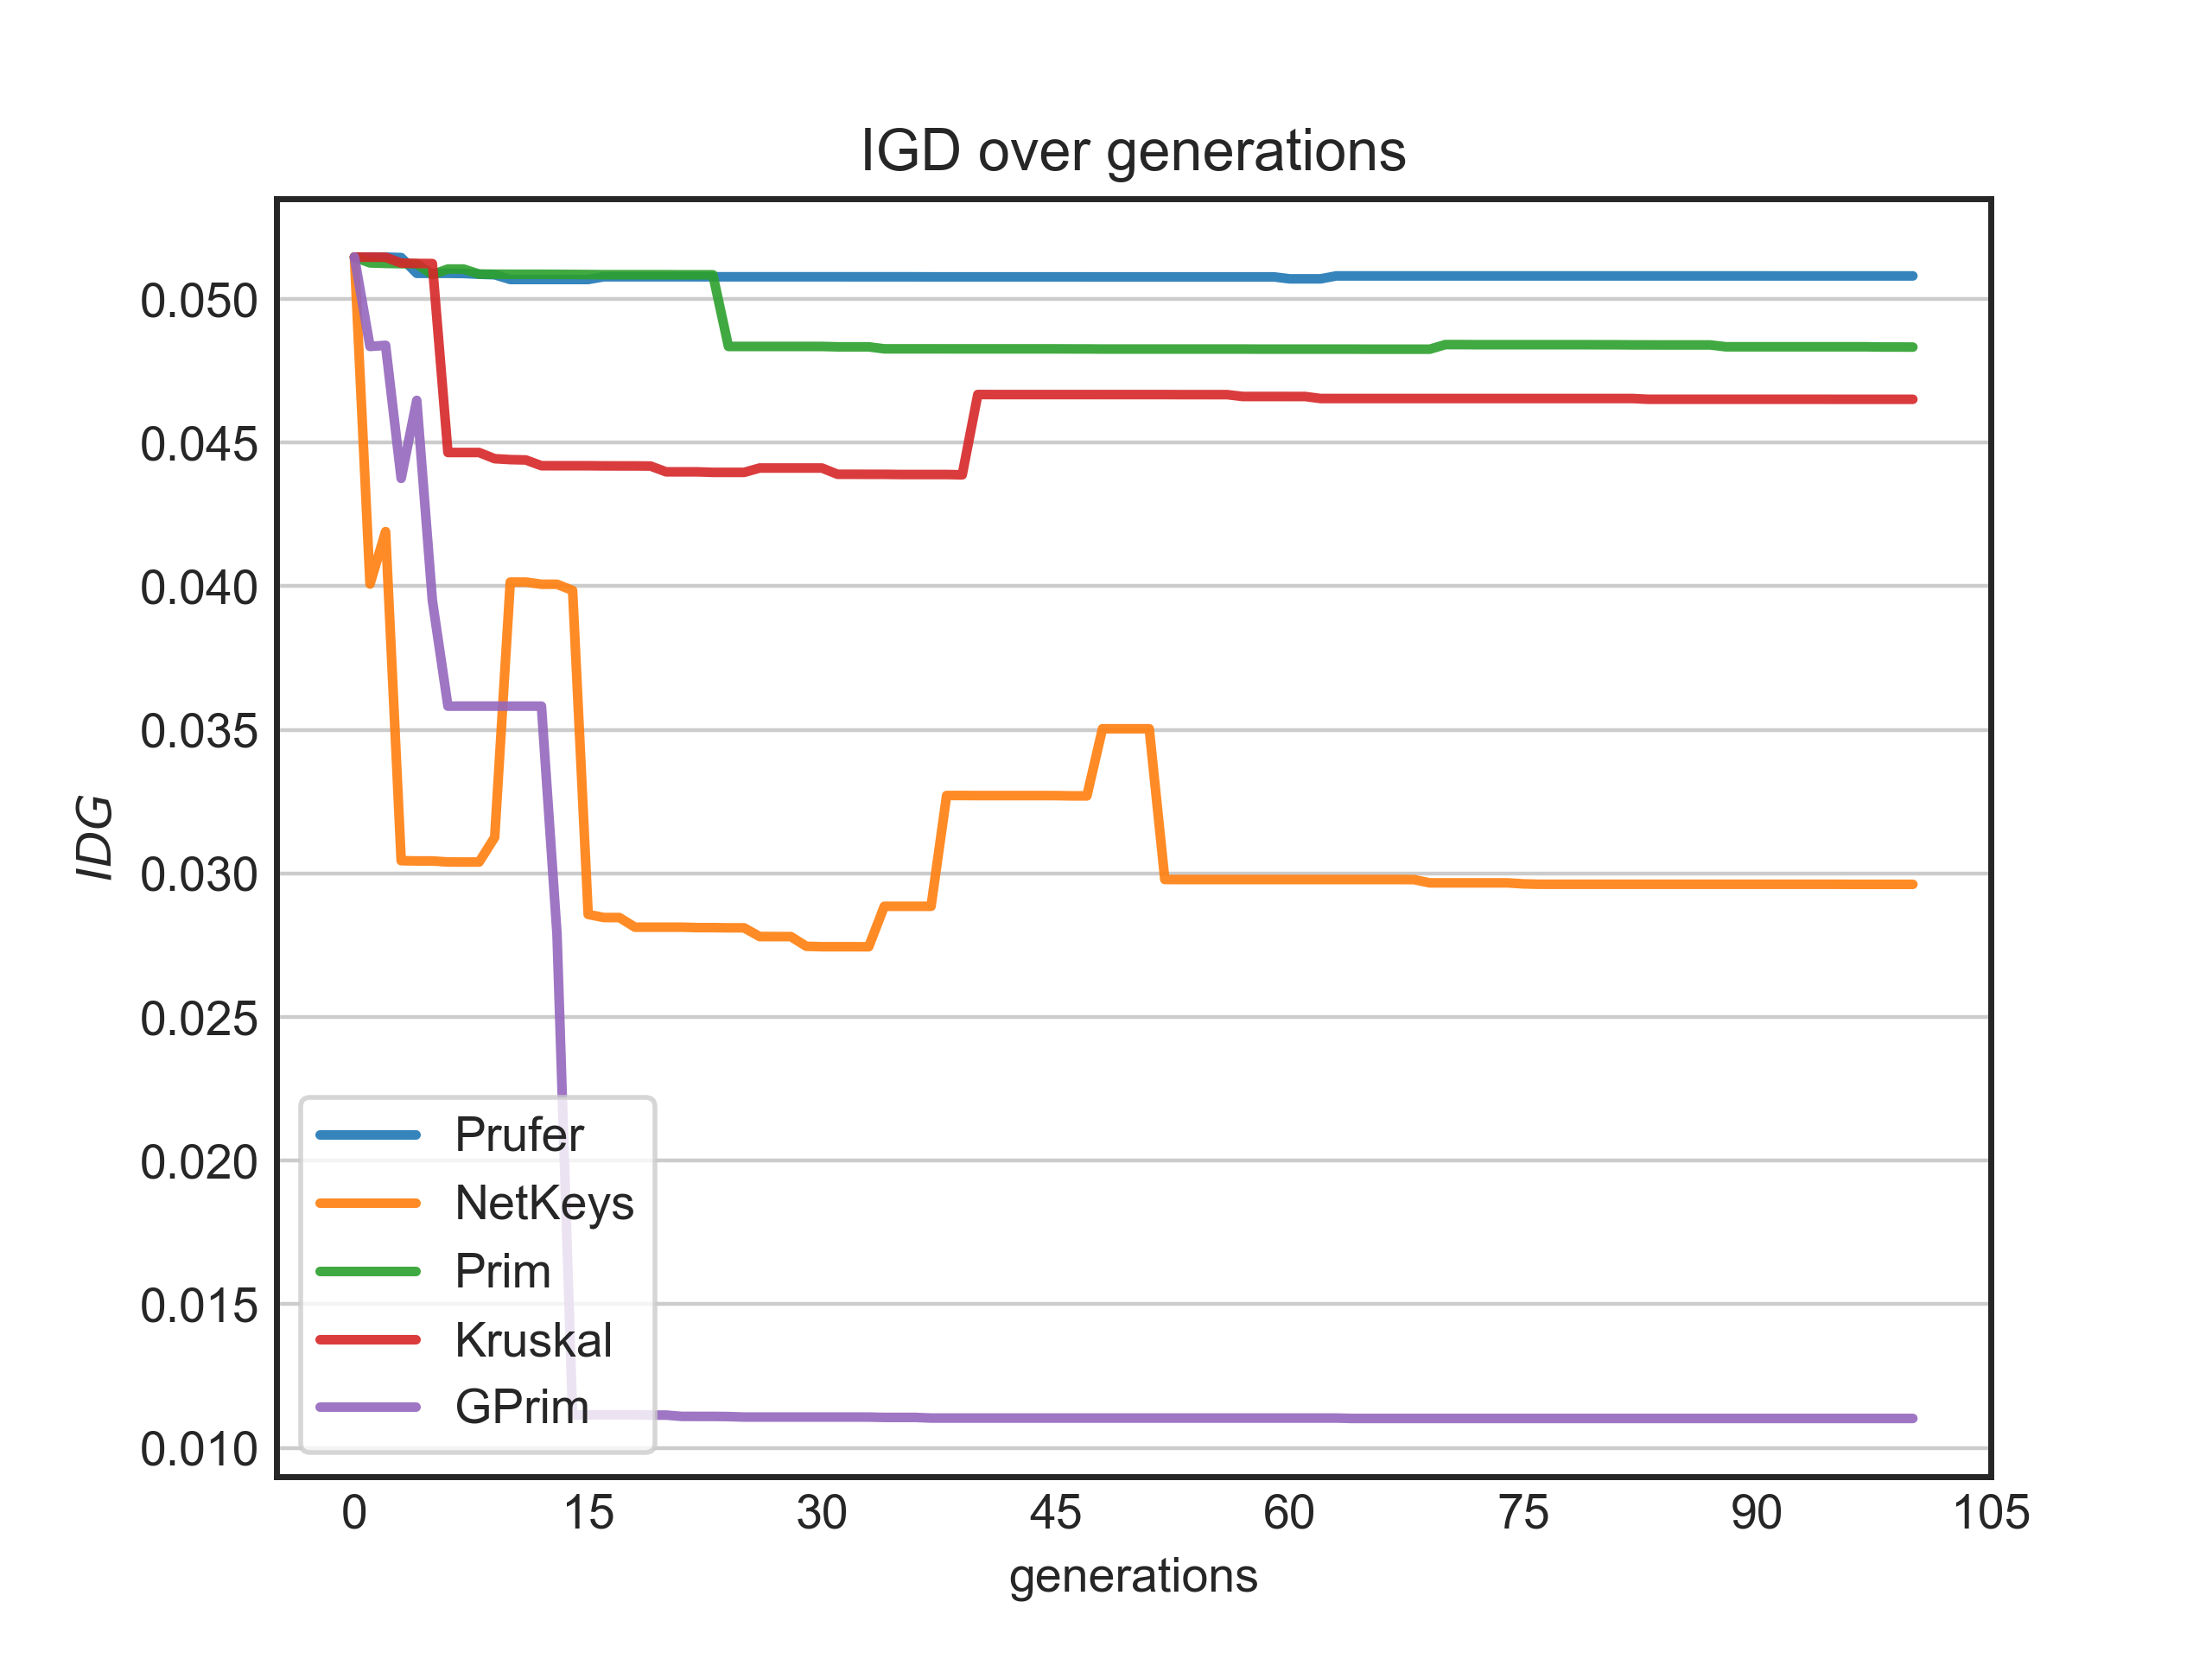 IGD over generations
IDG
0.050
0.045
0.040
0.035
0.030
0.025
0.020
0.015
0.010
Prufer
NetKeys
Prim
Kruskal
GPrim
0 15 30 45 60 75 90 105
generations